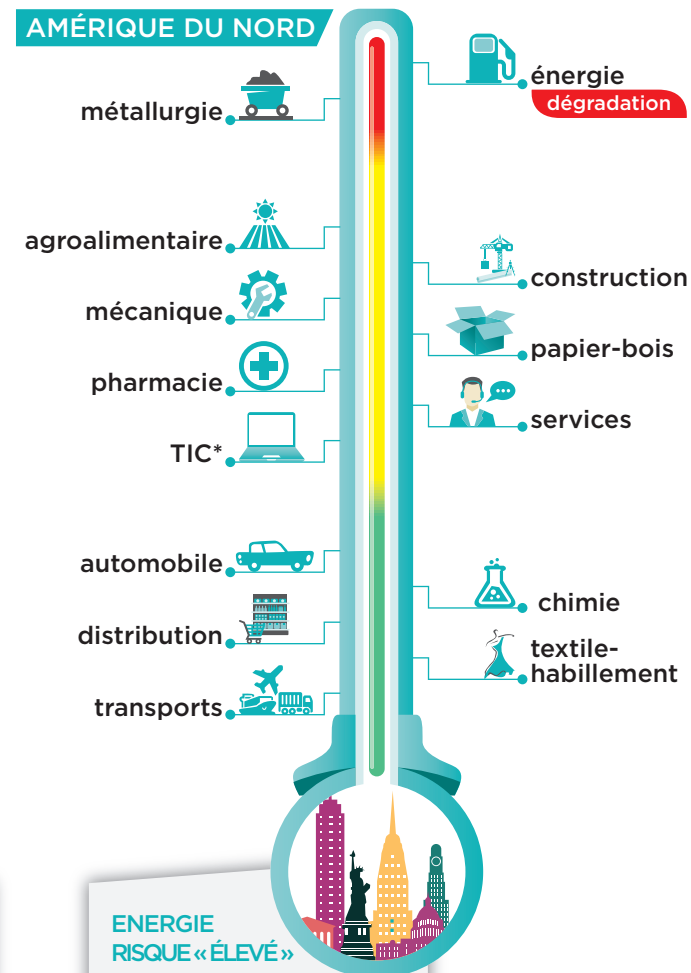 AMÉRIQUE DU NORD
énergie
dégradation
métallurgie
agroalimentaire
construction
mécanique
papier-bois
pharmacie
services
TIC*
automobile
chimie
distribution
textile-
habillement
transports
ENERGIE
RISQUE « ÉLEVÉ »